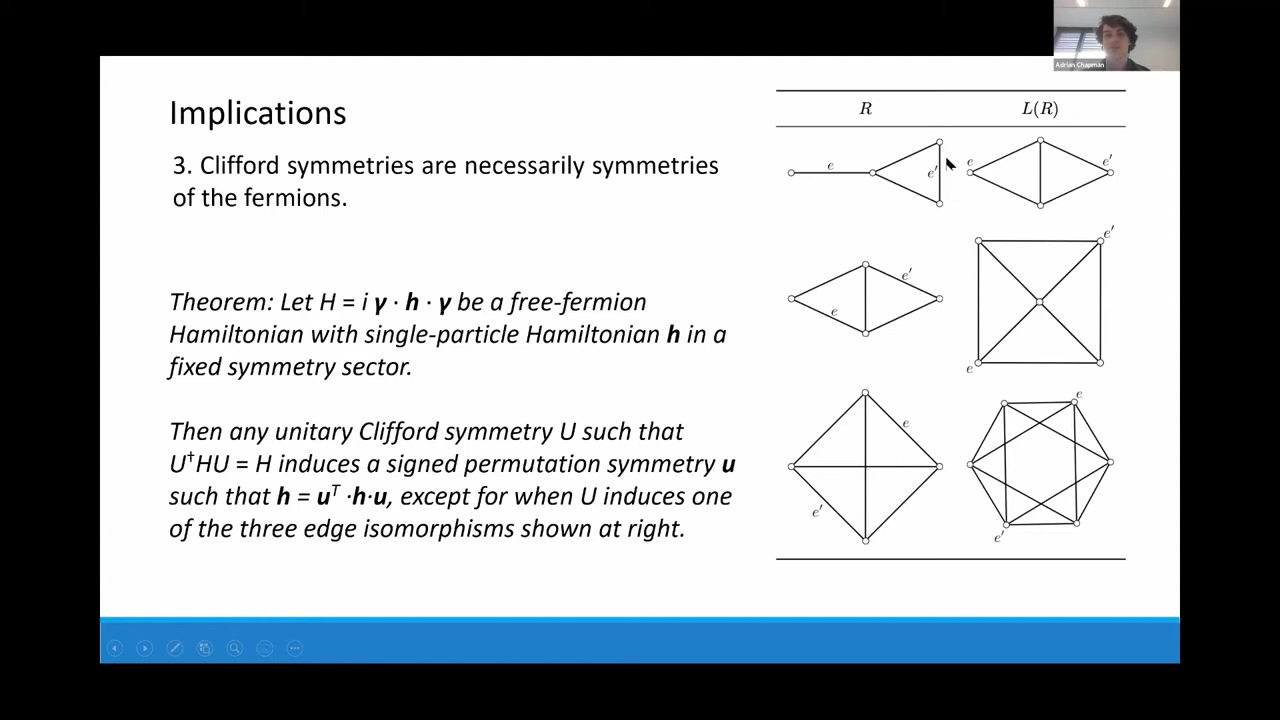 Adrian Chapman
Implications
3. Clifford symmetries are necessarily symmetries
of the fermions.
Theorem: Let H = i γ · h · γ be a free-fermion
Hamiltonian with single-particle Hamiltonian h in a
fixed symmetry sector.
Then any unitary Clifford symmetry U such that
U†HU = H induces a signed permutation symmetry u
such that h = uᵀ ·h·u, except for when U induces one
of the three edge isomorphisms shown at right.
R L(R)
e e′ e e′
e′ e e′ e
e e′ e e′